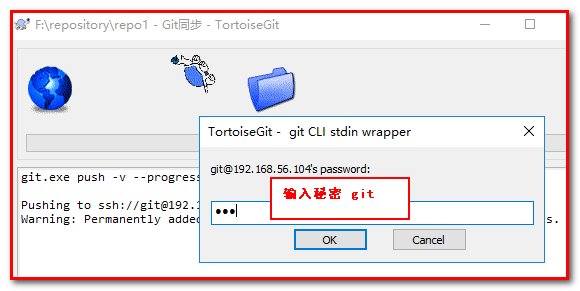 F:\repository\repo1 - Git同步 - TortoiseGit
TortoiseGit - git CLI stdin wrapper
git@192.168.56.104's password:
输入秘密 git
●●●
OK
Cancel
git.exe push -v --progress
Pushing to ssh://git@192.1
Warning: Permanently added
s.